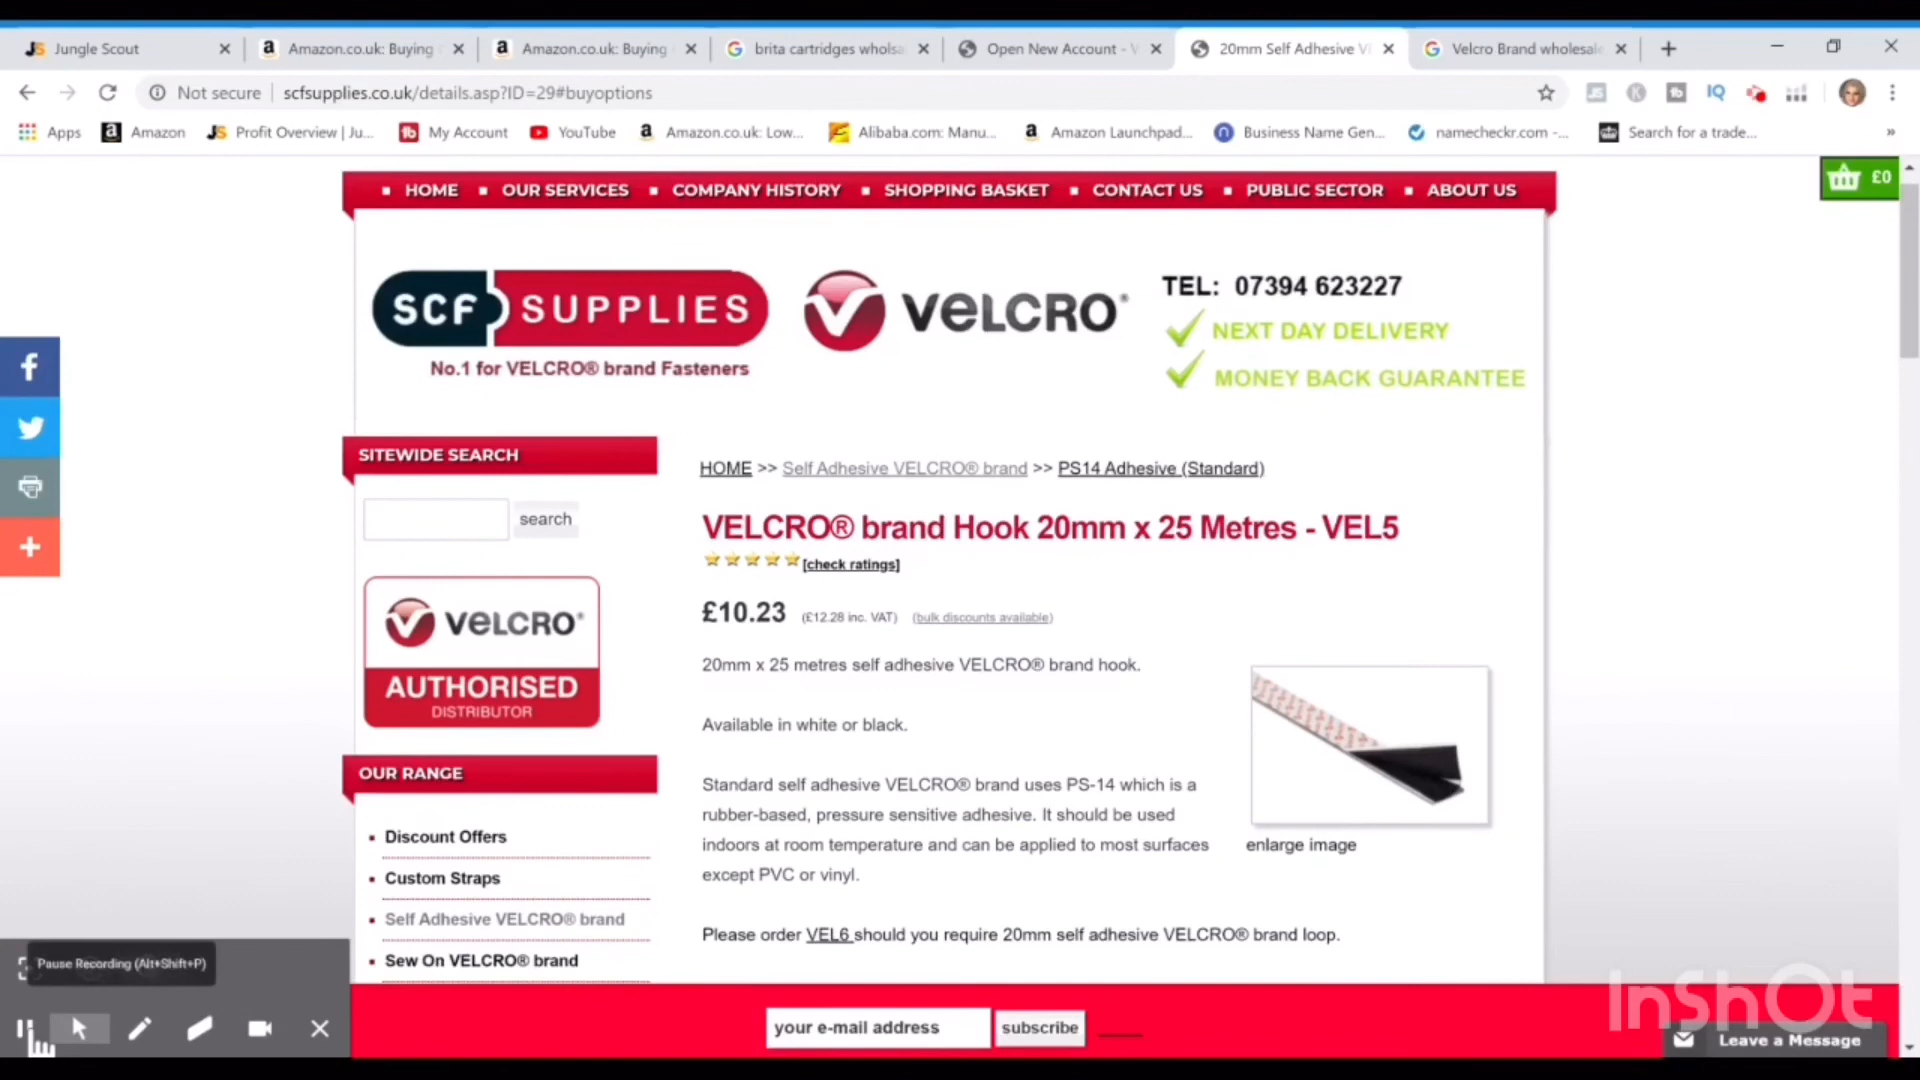 Jungle Scout
Amazon.co.uk: Buying
Amazon.co.uk: Buying
brita cartridges wholsa
Open New Account - V
20mm Self Adhesive VE
Velcro Brand wholesale
Not secure
scfsupplies.co.uk/details.asp?ID=29#buyoptions
Apps
Amazon
Profit Overview | Ju...
My Account
YouTube
Amazon.co.uk: Low...
Alibaba.com: Manu...
Amazon Launchpad...
Business Name Gen...
namecheckr.com -...
Search for a trade...
HOME
OUR SERVICES
COMPANY HISTORY
SHOPPING BASKET
CONTACT US
PUBLIC SECTOR
ABOUT US
£0
SCF SUPPLIES
No.1 for VELCRO® brand Fasteners
VELCRO®
TEL: 07394 623227
NEXT DAY DELIVERY
MONEY BACK GUARANTEE
SITEWIDE SEARCH
search
VELCRO®
AUTHORISED
DISTRIBUTOR
OUR RANGE
Discount Offers
Custom Straps
Self Adhesive VELCRO® brand
Sew On VELCRO® brand
HOME >> Self Adhesive VELCRO® brand >> PS14 Adhesive (Standard)
VELCRO® brand Hook 20mm x 25 Metres - VEL5
[check ratings]
£10.23 (£12.28 inc. VAT) (bulk discounts available)
20mm x 25 metres self adhesive VELCRO® brand hook.
Available in white or black.
Standard self adhesive VELCRO® brand uses PS-14 which is a
rubber-based, pressure sensitive adhesive. It should be used
indoors at room temperature and can be applied to most surfaces
except PVC or vinyl.
enlarge image
Please order VEL6 should you require 20mm self adhesive VELCRO® brand loop.
Pause Recording (Alt+Shift+P)
your e-mail address
subscribe
InShOt
Leave a Message